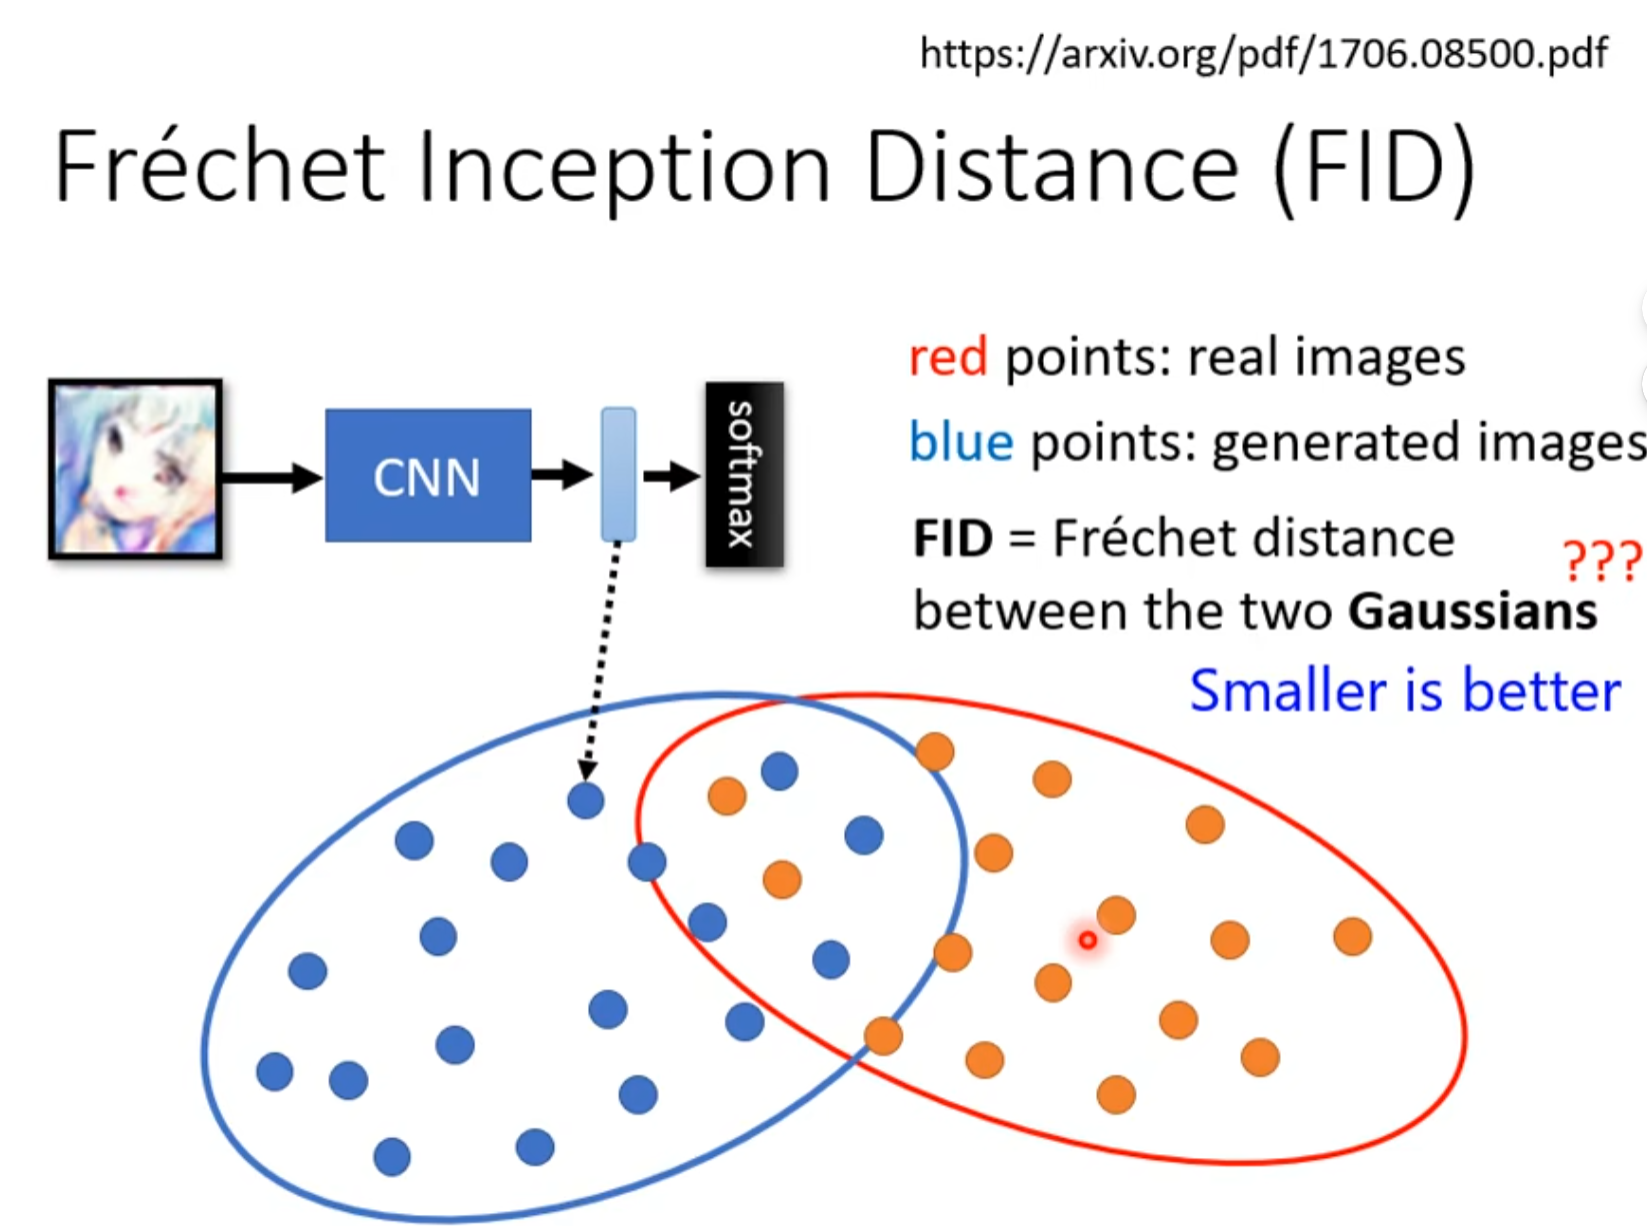 https://arxiv.org/pdf/1706.08500.pdf
Fréchet Inception Distance (FID)
CNN
softmax
red points: real images
blue points: generated images
FID = Fréchet distance
???
between the two Gaussians
Smaller is better